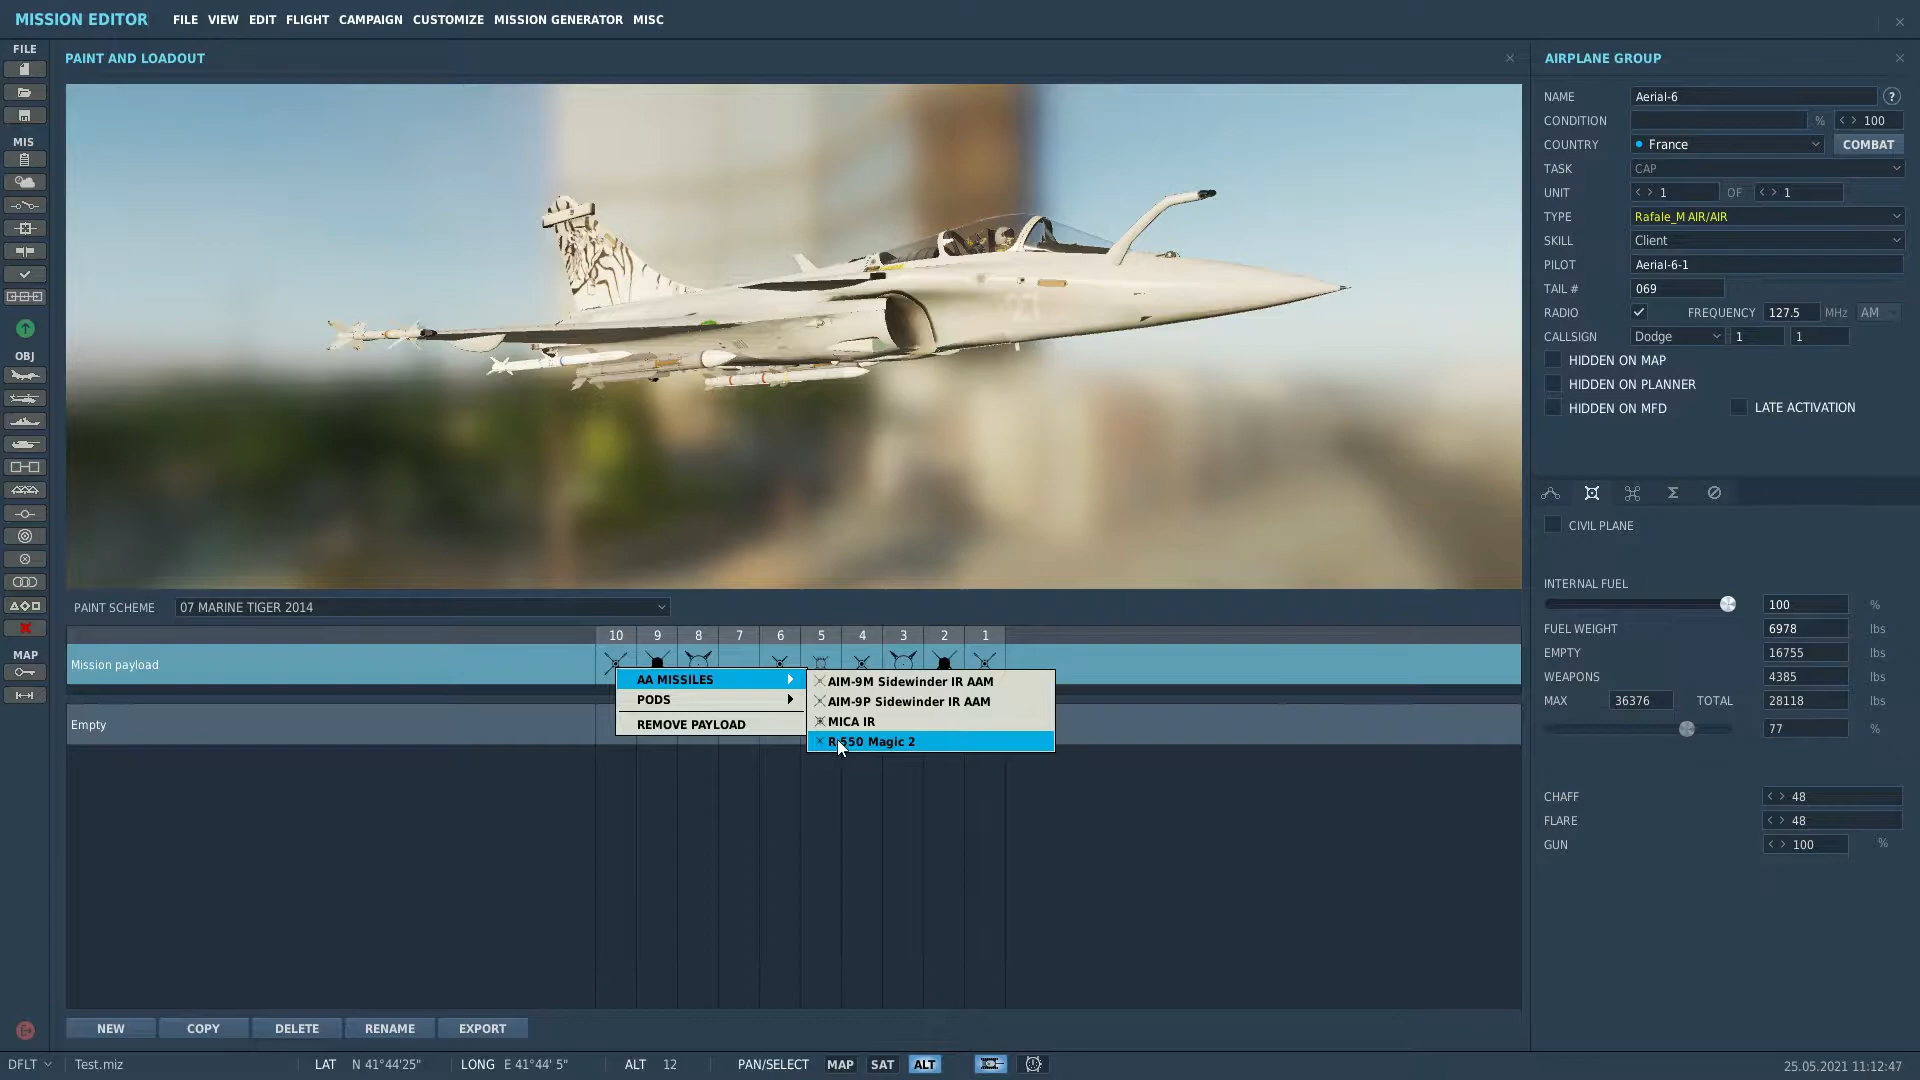 MISSION EDITOR FILE VIEW EDIT FLIGHT CAMPAIGN CUSTOMIZE MISSION GENERATOR MISC
FILE
MIS
OBJ
MAP
PAINT AND LOADOUT
21
PAINT SCHEME 07 MARINE TIGER 2014
10 9 8 7 6 5 4 3 2 1
Mission payload
Empty
AA MISSILES
PODS
REMOVE PAYLOAD
AIM-9M Sidewinder IR AAM
AIM-9P Sidewinder IR AAM
MICA IR
R-550 Magic 2
NEW COPY DELETE RENAME EXPORT
AIRPLANE GROUP
NAME Aerial-6 ?
CONDITION % < > 100
COUNTRY France COMBAT
TASK CAP
UNIT < > 1 OF < > 1
TYPE Rafale_M AIR/AIR
SKILL Client
PILOT Aerial-6-1
TAIL # 069
RADIO FREQUENCY 127.5 MHz AM
CALLSIGN Dodge 1 1
HIDDEN ON MAP
HIDDEN ON PLANNER
HIDDEN ON MFD LATE ACTIVATION
CIVIL PLANE
INTERNAL FUEL
100 %
FUEL WEIGHT 6978 lbs
EMPTY 16755 lbs
WEAPONS 4385 lbs
MAX 36376 TOTAL 28118 lbs
77 %
CHAFF < > 48
FLARE < > 48
GUN < > 100 %
DFLT Test.miz LAT N 41°44'25" LONG E 41°44' 5" ALT 12 PAN/SELECT MAP SAT ALT 25.05.2021 11:12:47